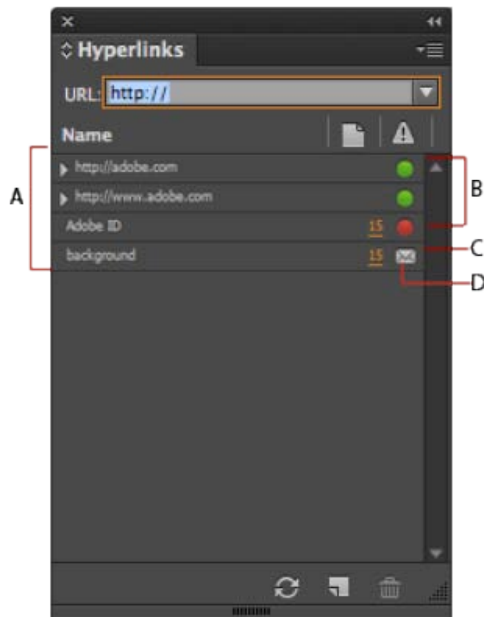 Hyperlinks
URL: http://
Name
A
http://adobe.com
B
http://www.adobe.com
Adobe ID 15
C
background 15
D